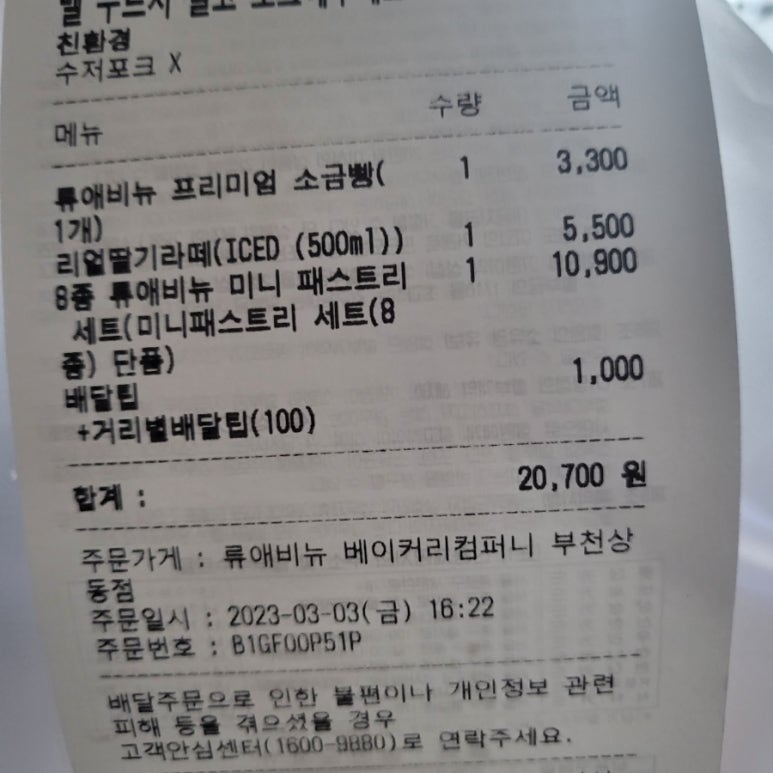 친환경
수저포크 X
메뉴 수량 금액
류애비뉴 프리미엄 소금빵( 1 3,300
1개)
리얼딸기라떼(ICED (500ml)) 1 5,500
8종 류애비뉴 미니 패스트리 1 10,900
세트(미니패스트리 세트(8
종) 단품)
배달팁 1,000
+거리별배달팁(100)
합계 : 20,700 원
주문가게 : 류애비뉴 베이커리컴퍼니 부천상
동점
주문일시 : 2023-03-03(금) 16:22
주문번호 : B1GF00P51P
배달주문으로 인한 불편이나 개인정보 관련
피해 등을 겪으셨을 경우
고객안심센터(1600-9880)로 연락주세요.